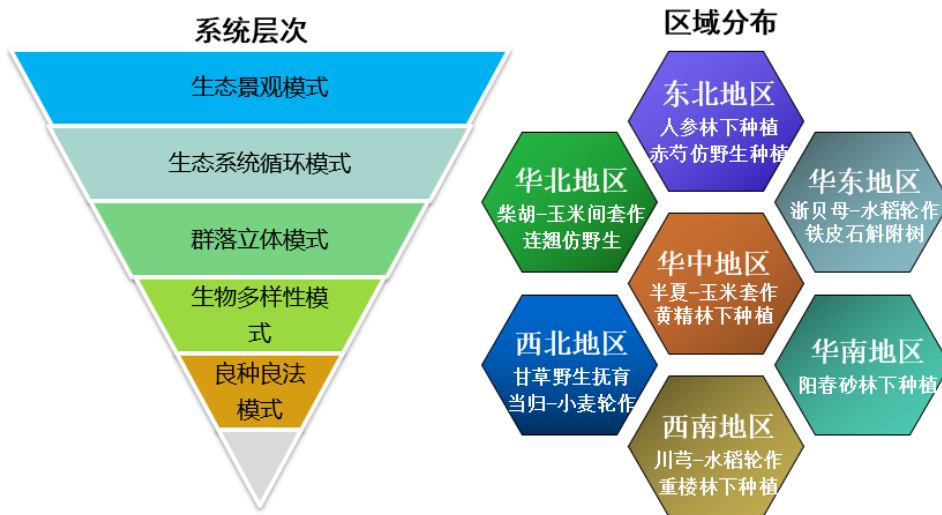 系统层次
生态景观模式
生态系统循环模式
群落立体模式
生物多样性模
式
良种良法
模式
区域分布
东北地区
人参林下种植
赤芍仿野生种植
华北地区
柴胡-玉米间套作
连翘仿野生
华东地区
浙贝母-水稻轮作
铁皮石斛附树
华中地区
半夏-玉米套作
黄精林下种植
西北地区
甘草野生抚育
当归-小麦轮作
华南地区
阳春砂林下种植
西南地区
川芎-水稻轮作
重楼林下种植